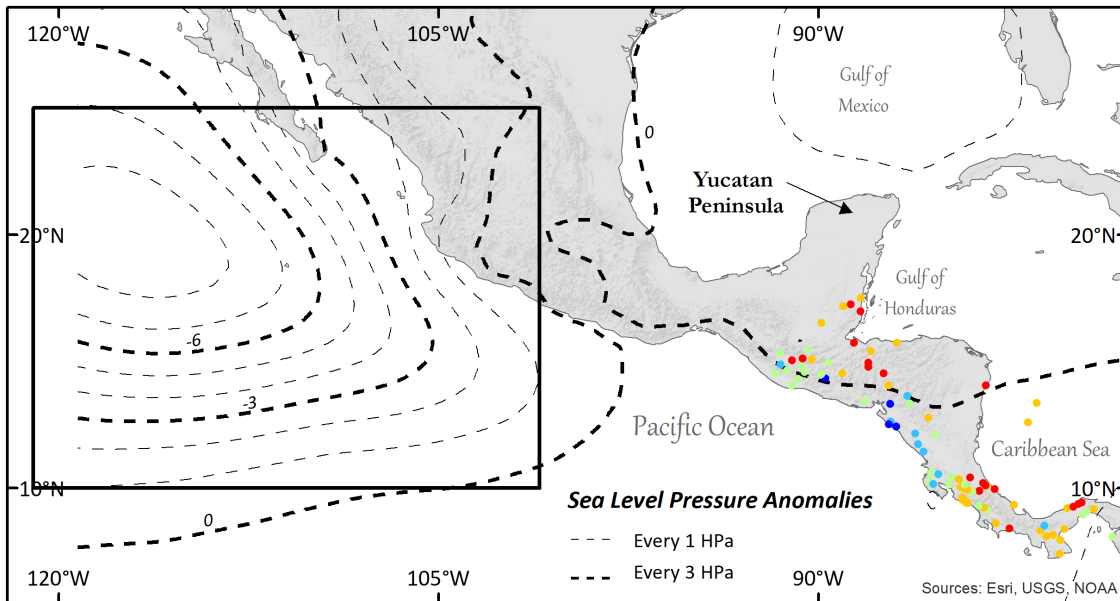 120°W
105°W
90°W
Gulf of
Mexico
0
Yucatan
Peninsula
20°N
20°N
Gulf of
Honduras
-6
-3
Pacific Ocean
Caribbean Sea
10°N
10°N
0
Sea Level Pressure Anomalies
Every 1 HPa
Every 3 HPa
120°W
105°W
90°W
Sources: Esri, USGS, NOAA